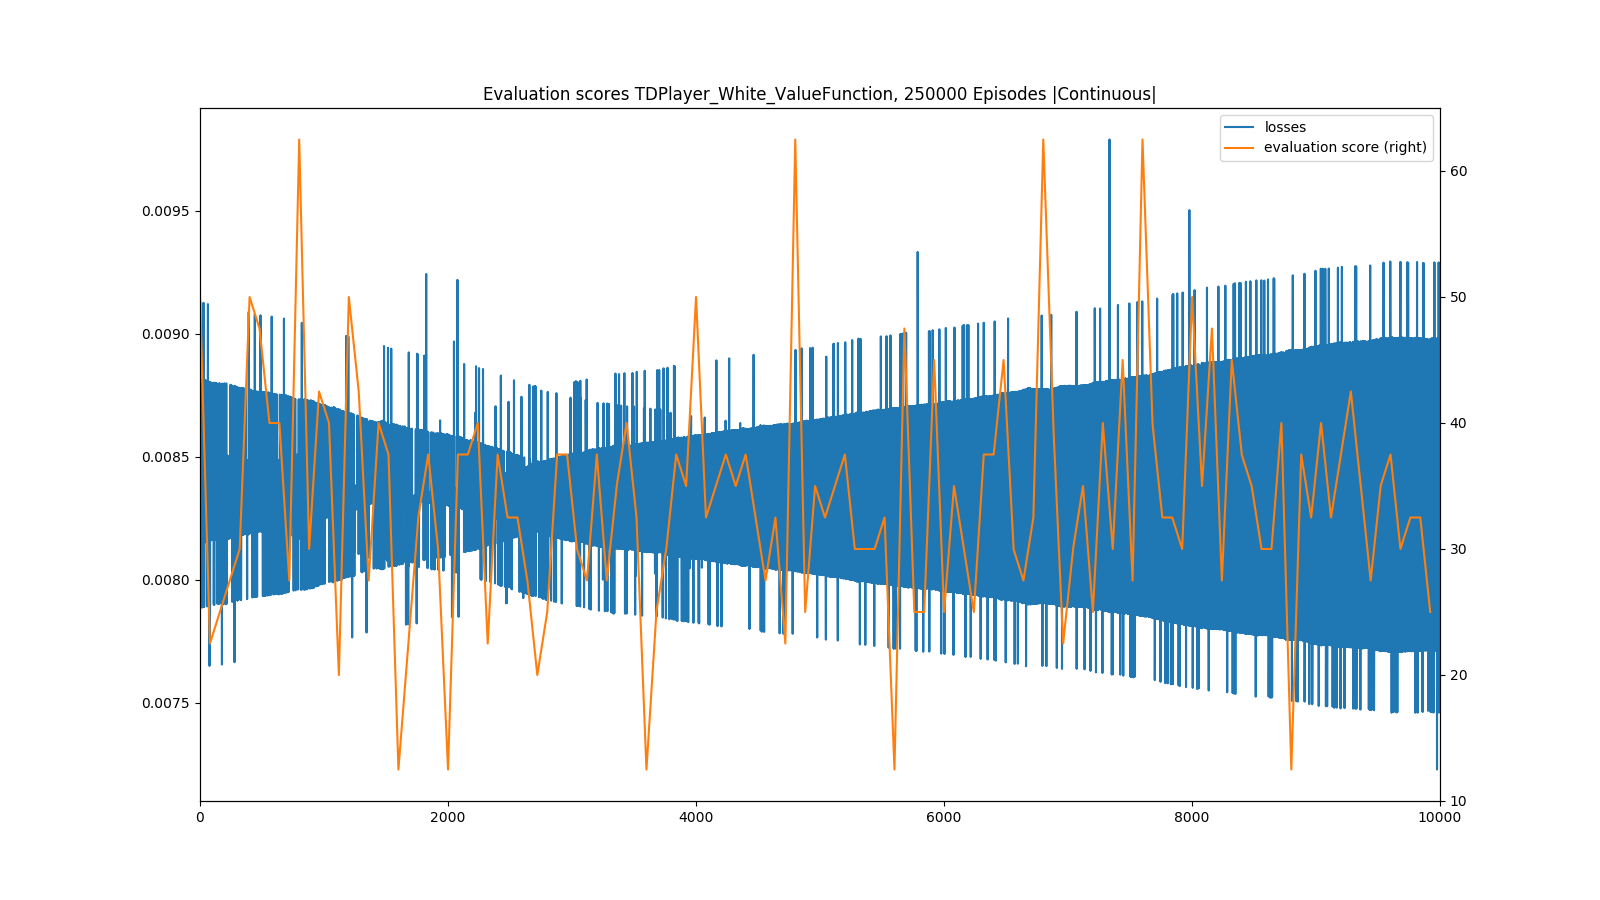 Evaluation scores TDPlayer_White_ValueFunction, 250000 Episodes |Continuous|
losses
evaluation score (right)
0.0095
0.0090
0.0085
0.0080
0.0075
60
50
40
30
20
10
0 2000 4000 6000 8000 10000